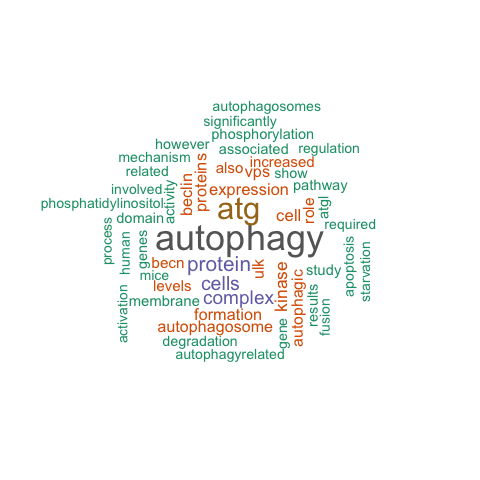 autophagosomes
significantly
phosphorylation
however
associated
regulation
mechanism
proteins
also
increased
related
vps
show
beclin
activity
involved
expression
pathway
phosphatidylinositol
atg
cell
role
atgl
domain
required
process
human
genes
autophagy
apoptosis
starvation
becn
protein
ulk
kinase
autophagic
study
mice
levels
cells
activation
membrane
complex
results
fusion
formation
gene
autophagosome
degradation
autophagyrelated